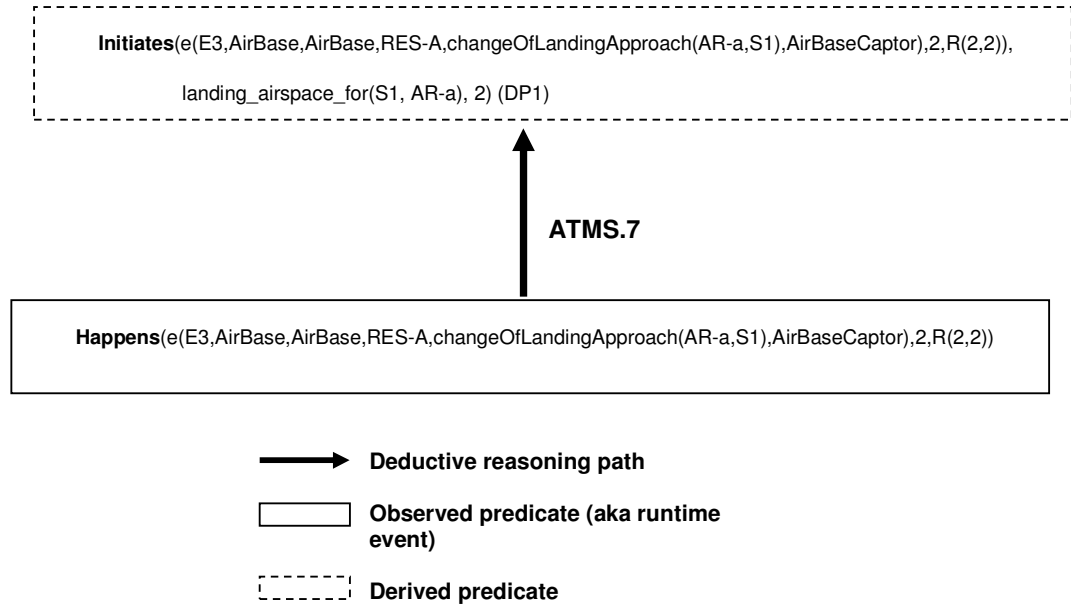 Initiates(e(E3,AirBase,AirBase,RES-A,changeOfLandingApproach(AR-a,S1),AirBaseCaptor),2,R(2,2)),
landing_airspace_for(S1, AR-a), 2) (DP1)
ATMS.7
Happens(e(E3,AirBase,AirBase,RES-A,changeOfLandingApproach(AR-a,S1),AirBaseCaptor),2,R(2,2))
Deductive reasoning path
Observed predicate (aka runtime
event)
Derived predicate